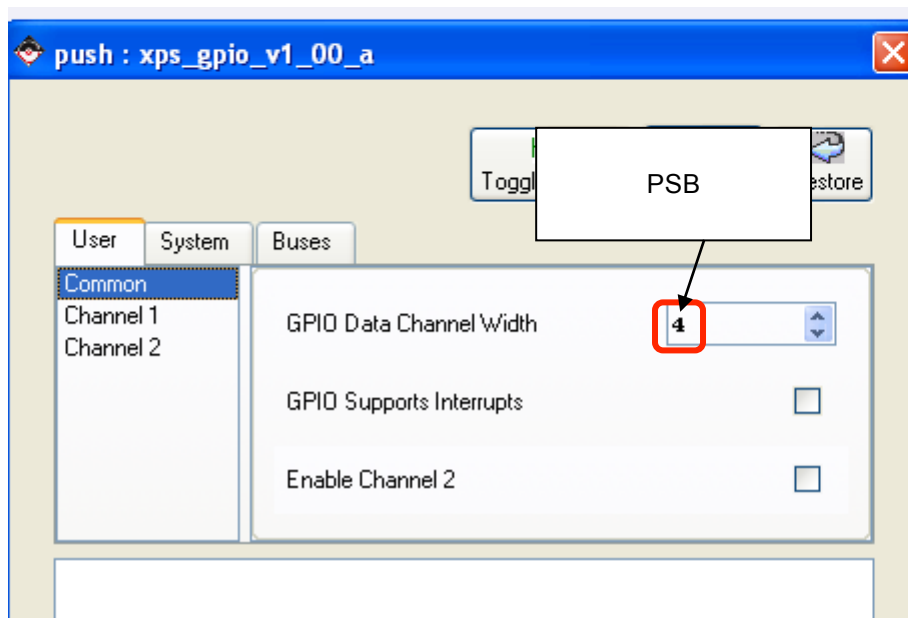 push : xps_gpio_v1_00_a
Toggl
PSB
estore
User System Buses
Common
Channel 1
Channel 2
GPIO Data Channel Width 4
GPIO Supports Interrupts
Enable Channel 2